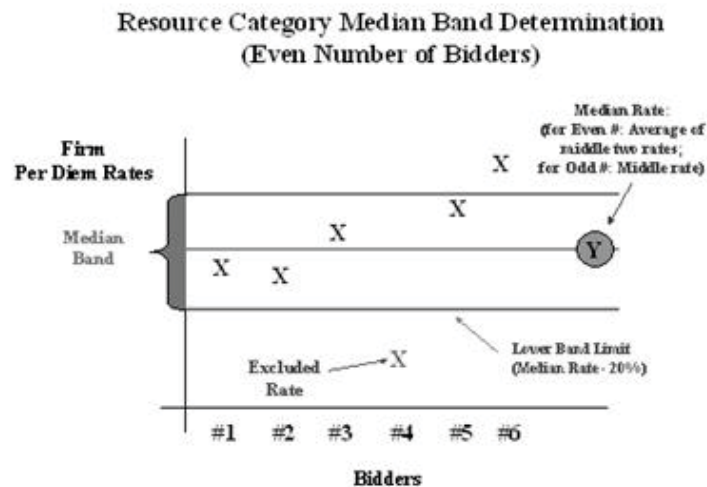 Resource Category Median Band Determination
(Even Number of Bidders)
Median Rate:
(for Even #: Average of
middle two rates;
for Odd #: Middle rate)
Firm
Per Diem Rates
X
X
Median
Band
X
Y
X
X
Lower Band Limit
(Median Rate - 20%)
Excluded
Rate
X
#1
#2
#3
#4
#5
#6
Bidders